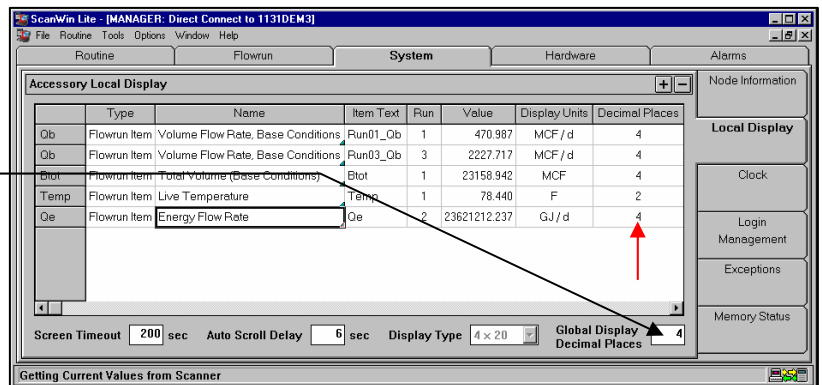 ScanWin Lite - [MANAGER: Direct Connect to 1131DEM3]
File Routine Tools Options Window Help
Routine Flowrun System Hardware Alarms
Accessory Local Display + −
Type Name Item Text Run Value Display Units Decimal Places
Qb Flowrun Item Volume Flow Rate, Base Conditions Run01_Qb 1 470.987 MCF / d 4
Qb Flowrun Item Volume Flow Rate, Base Conditions Run03_Qb 3 2227.717 MCF / d 4
Btot Flowrun Item Total Volume (Base Conditions) Btot 1 23158.942 MCF 4
Temp Flowrun Item Live Temperature Temp 1 78.440 F 2
Qe Flowrun Item Energy Flow Rate Qe 2 23621212.237 GJ / d 4
Screen Timeout 200 sec Auto Scroll Delay 6 sec Display Type 4 x 20 Global Display Decimal Places 4
Node Information
Local Display
Clock
Login Management
Exceptions
Memory Status
Getting Current Values from Scanner